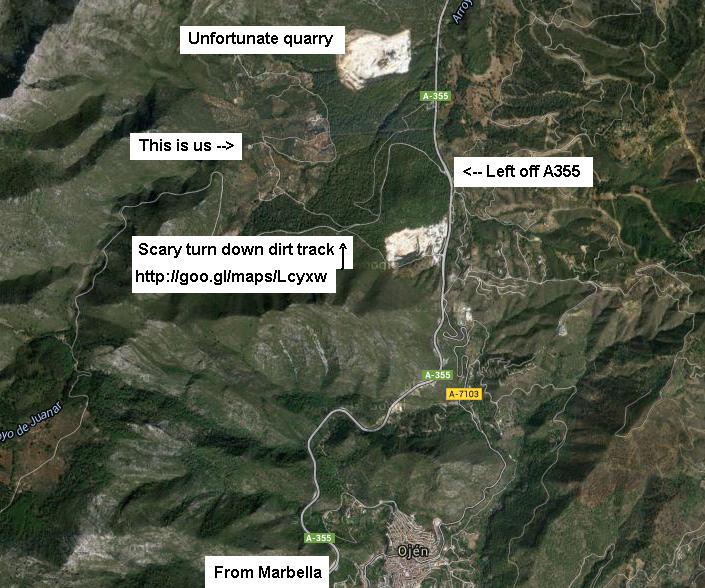 Arroy
Unfortunate quarry
A-355
This is us -->
<-- Left off A355
Scary turn down dirt track ↑
http://goo.gl/maps/Lcyxw
A-355
A-7103
oyo de Juanar
A-355
Ojén
From Marbella